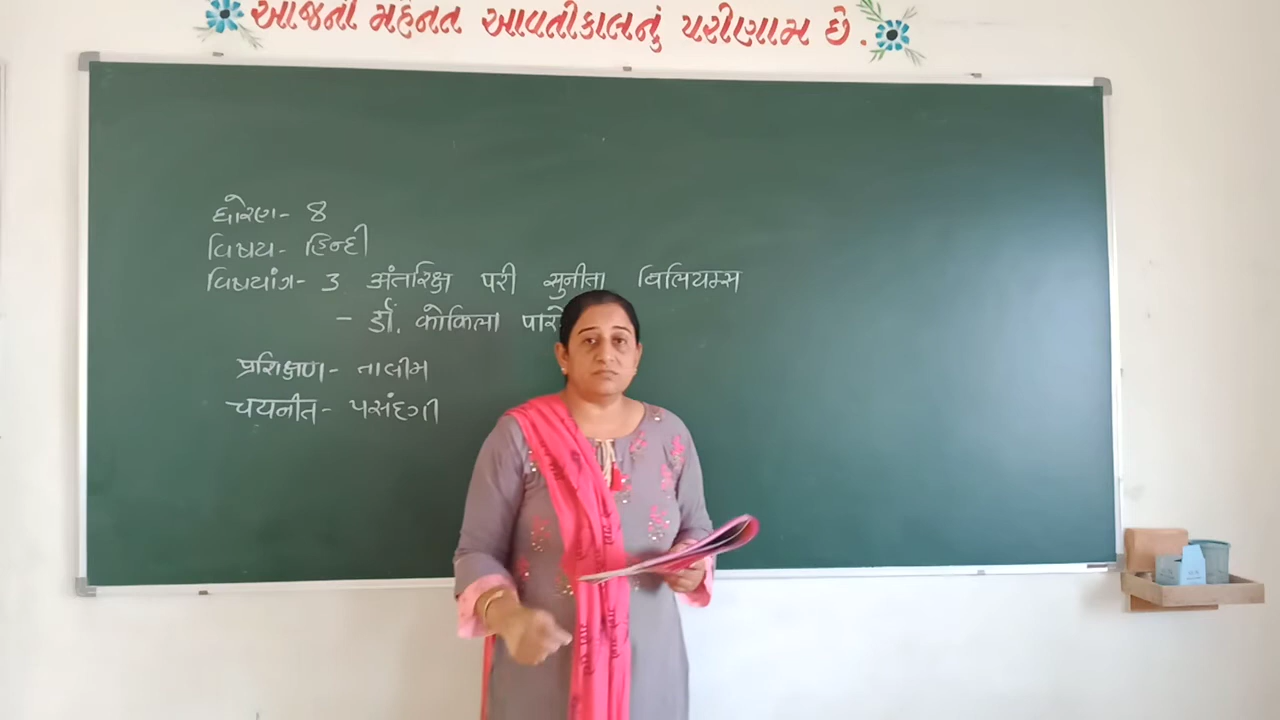 આજની મહેનત આવતીકાલનું પરીણામ છે.
ધોરણ- 8
વિષય- હિન્દી
વિષયાંગ- 3 अंतरिक्ष परी सुनीता विलियम्स
- डॉ. कोकिला
प्रशिक्षण- તાલીમ
चयनीत- પસંદગી